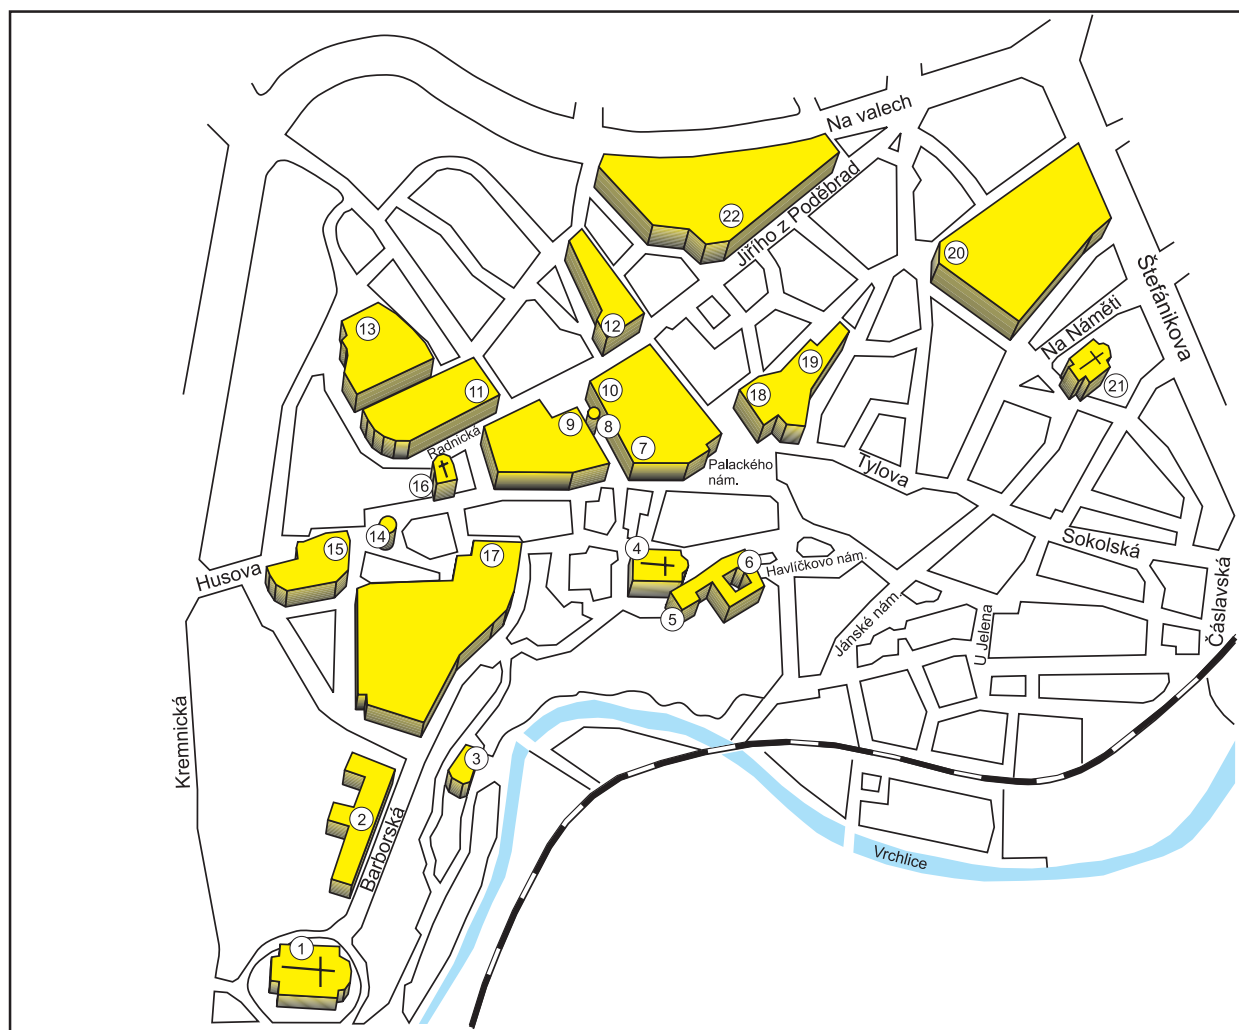 Na valech
22
Jiřího z Poděbrad
20
Štefánikova
13
12
Na Náměti
19
21
11
10
18
9
8
Radnická
7
Palackého
nám.
Tylova
16
14
15
17
4
6
Sokolská
Husova
Havlíčkovo nám.
5
Jánské nám.
U Jelena
Čáslavská
Kremnická
3
2
Barborská
Vrchlice
1